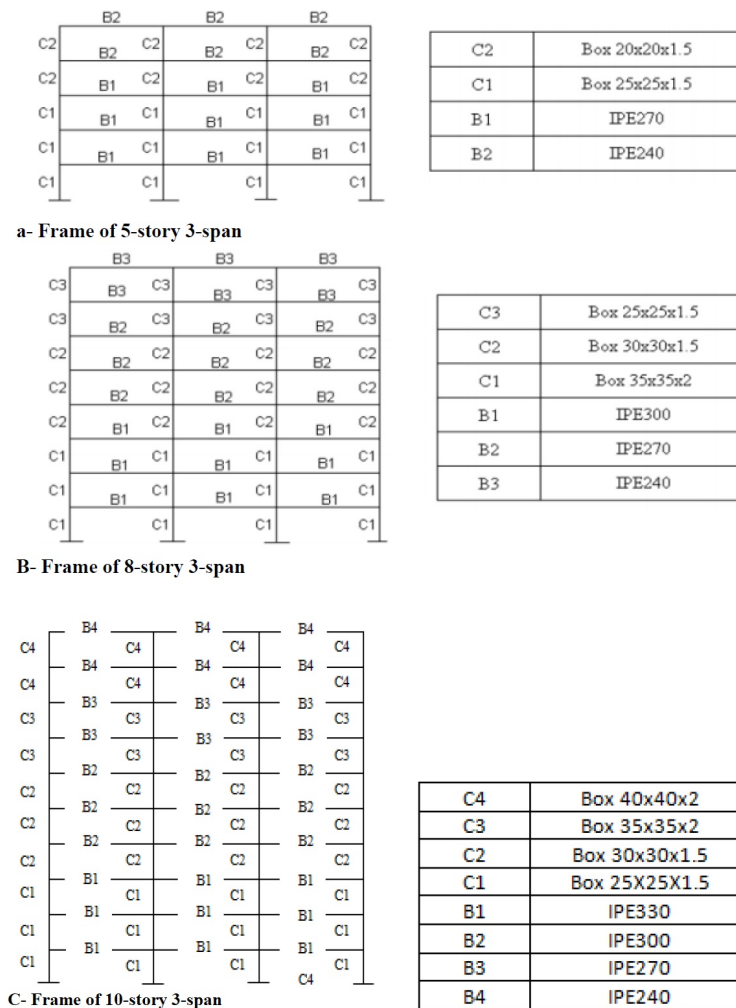 B2 B2 B2
C2 B2 C2 B2 C2 B2 C2
C2 B1 C2 B1 C2 B1 C2
C1 B1 C1 B1 C1 B1 C1
C1 B1 C1 B1 C1 B1 C1
C1 C1 C1 C1
C2 Box 20x20x1.5
C1 Box 25x25x1.5
B1 IPE270
B2 IPE240
a- Frame of 5-story 3-span
B3 B3 B3
C3 B3 C3 B3 C3 B3 C3
C3 B2 C3 B2 C3 B2 C3
C2 B2 C2 B2 C2 B2 C2
C2 B2 C2 B2 C2 B2 C2
C2 B1 C2 B1 C2 B1 C2
C1 B1 C1 B1 C1 B1 C1
C1 B1 C1 B1 C1 B1 C1
C1 C1 C1 C1
C3 Box 25x25x1.5
C2 Box 30x30x1.5
C1 Box 35x35x2
B1 IPE300
B2 IPE270
B3 IPE240
B- Frame of 8-story 3-span
B4 B4 B4
C4 C4 C4 C4
B4 B4 B4
C4 C4 C4 C4
B3 B3 B3
C3 C3 C3 C3
B3 B3 B3
C3 C3 C3 C3
B2 B2 B2
C2 C2 C2 C2
B2 B2 B2
C2 C2 C2 C2
B2 B2 B2
C2 C2 C2 C2
B1 B1 B1
C1 C1 C1 C1
B1 B1 B1
C1 C1 C1 C1
B1 B1 B1
C1 C1 C1 C1
C4
C4 Box 40x40x2
C3 Box 35x35x2
C2 Box 30x30x1.5
C1 Box 25X25X1.5
B1 IPE330
B2 IPE300
B3 IPE270
B4 IPE240
C- Frame of 10-story 3-span